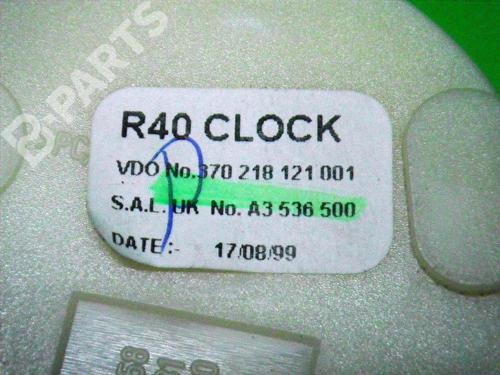 B-PARTS
R40 CLOCK
VDO No.370 218 121 001
S.A.L. UK No. A3 536 500
DATE :- 17/08/99